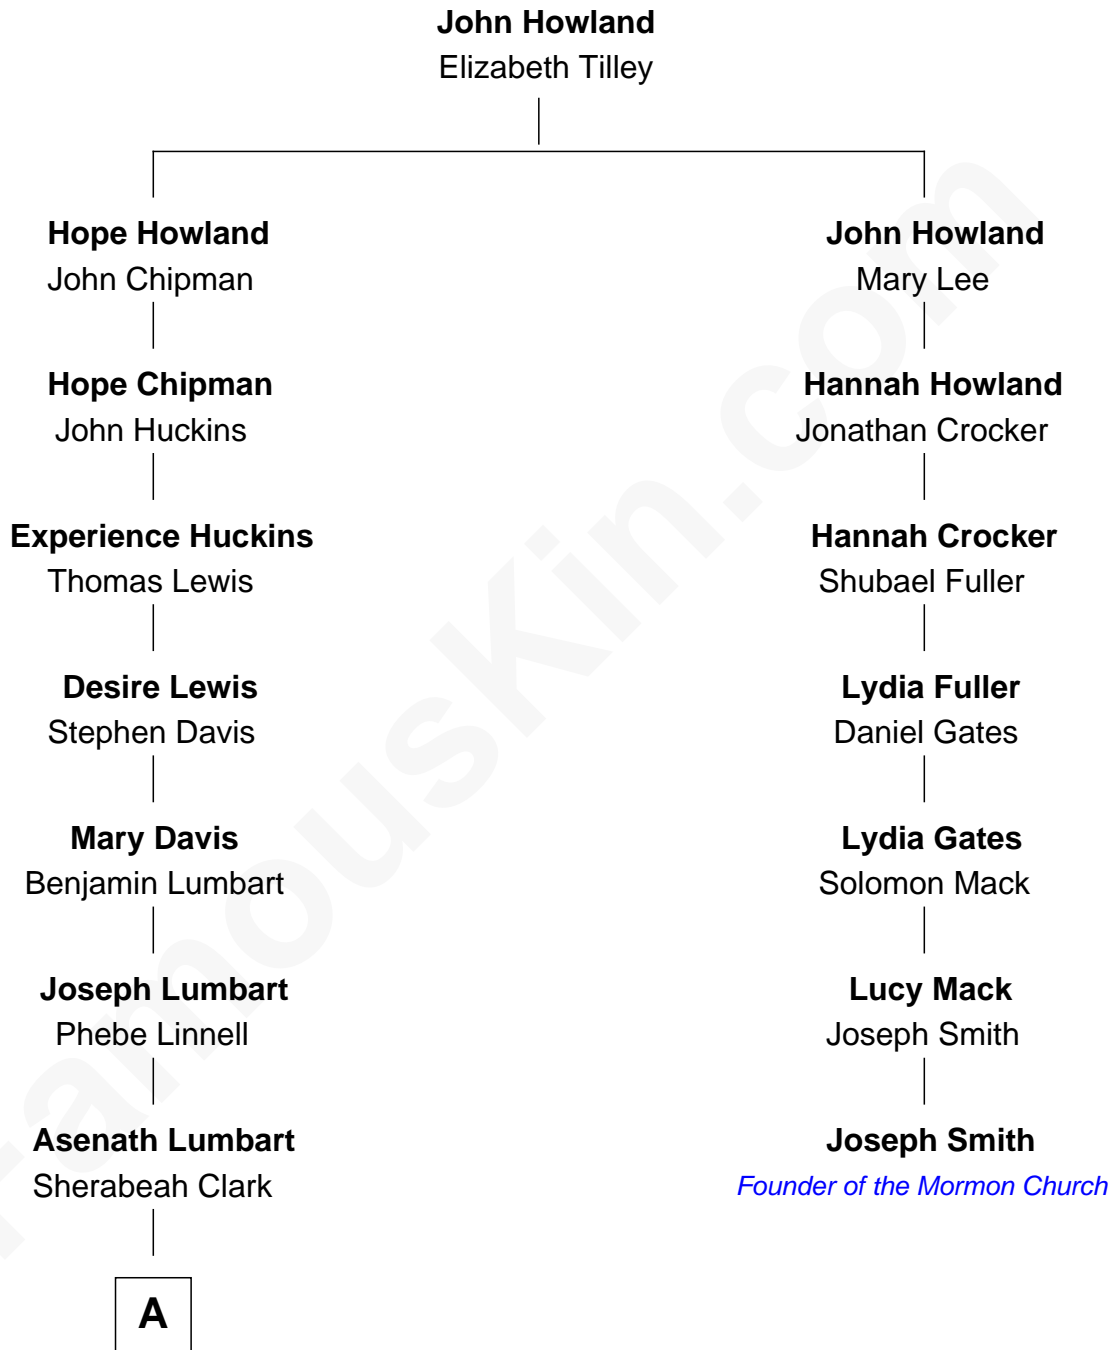 John Howland
Elizabeth Tilley
Hope Howland
John Chipman
John Howland
Mary Lee
Hope Chipman
John Huckins
Hannah Howland
Jonathan Crocker
Experience Huckins
Thomas Lewis
Hannah Crocker
Shubael Fuller
Desire Lewis
Stephen Davis
Lydia Fuller
Daniel Gates
Mary Davis
Benjamin Lumbart
Lydia Gates
Solomon Mack
Joseph Lumbart
Phebe Linnell
Lucy Mack
Joseph Smith
Asenath Lumbart
Sherabeah Clark
Joseph Smith
Founder of the Mormon Church
A
FamousKin.com